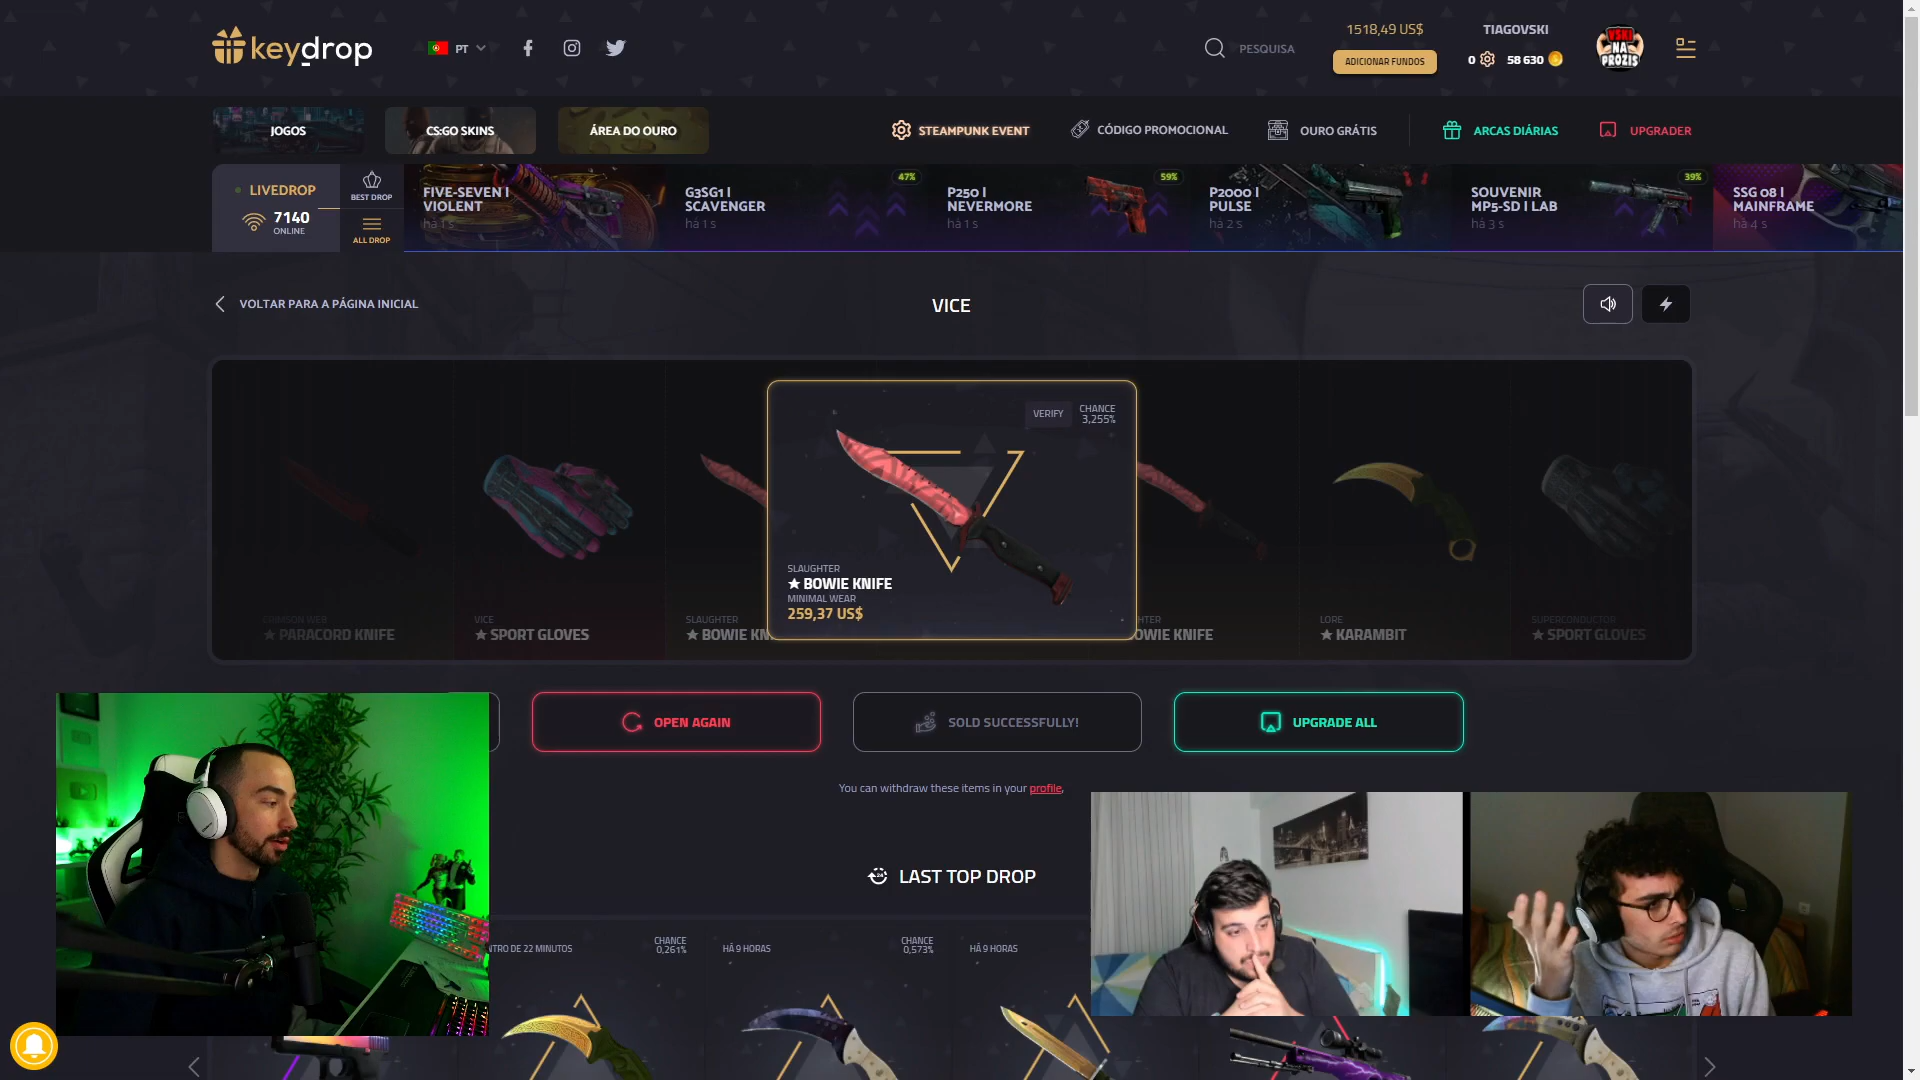 keydrop
PT
PESQUISA
1518,49 US$
ADICIONAR FUNDOS
TIAGOVSKI
0
58 630
VSKI
NA
PROZIS
JOGOS
CS:GO SKINS
ÁREA DO OURO
STEAMPUNK EVENT
CÓDIGO PROMOCIONAL
OURO GRÁTIS
ARCAS DIÁRIAS
UPGRADER
LIVEDROP
7140
ONLINE
BEST DROP
ALL DROP
FIVE-SEVEN |
VIOLENT
há 1 s
G3SG1 |
SCAVENGER
há 1 s
47%
P250 |
NEVERMORE
há 1 s
59%
P2000 |
PULSE
há 2 s
SOUVENIR
MP5-SD | LAB
há 3 s
39%
SSG 08 |
MAINFRAME
há 4 s
VOLTAR PARA A PÁGINA INICIAL
VICE
VERIFY
CHANCE
3,255%
SLAUGHTER
★ BOWIE KNIFE
MINIMAL WEAR
259,37 US$
CRIMSON WEB
★ PARACORD KNIFE
VICE
★ SPORT GLOVES
SLAUGHTER
★ BOWIE KN
HTER
OWIE KNIFE
LORE
★ KARAMBIT
SUPERCONDUCTOR
★ SPORT GLOVES
OPEN AGAIN
SOLD SUCCESSFULLY!
UPGRADE ALL
You can withdraw these items in your profile,
LAST TOP DROP
NTRO DE 22 MINUTOS
CHANCE
0,261%
HÁ 9 HORAS
CHANCE
0,573%
HÁ 9 HORAS